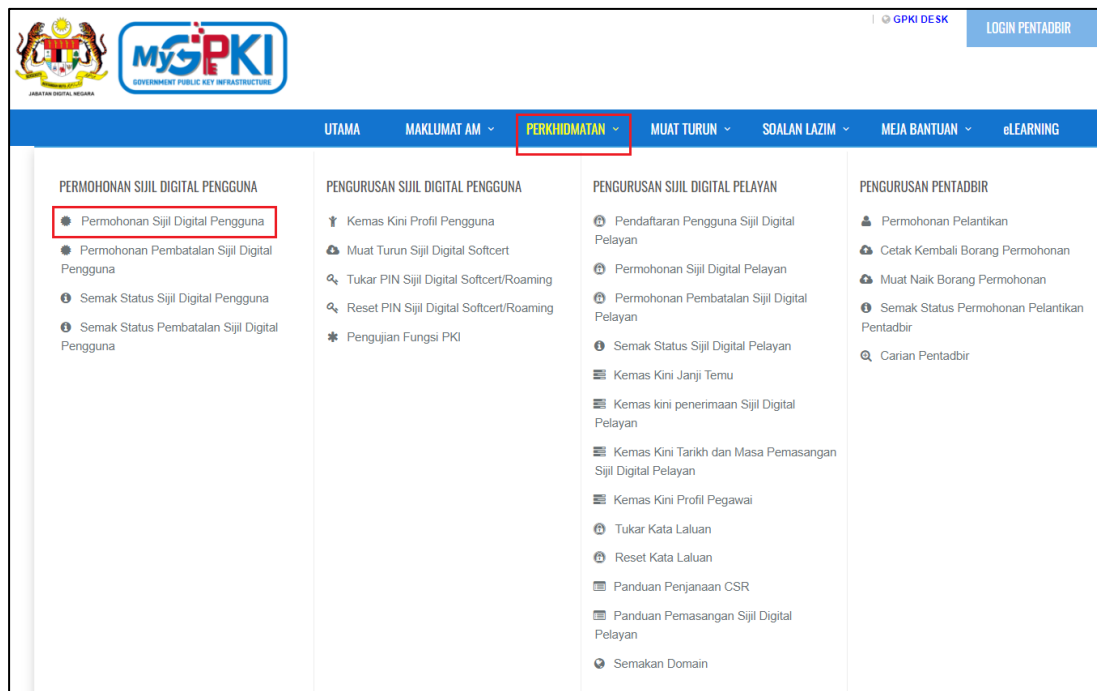 GPKI DESK
LOGIN PENTADBIR
MyGPKI
GOVERNMENT PUBLIC KEY INFRASTRUCTURE
JABATAN DIGITAL NEGARA
UTAMA MAKLUMAT AM PERKHIDMATAN MUAT TURUN SOALAN LAZIM MEJA BANTUAN eLEARNING
PERMOHONAN SIJIL DIGITAL PENGGUNA
Permohonan Sijil Digital Pengguna
Permohonan Pembatalan Sijil Digital
Pengguna
Semak Status Sijil Digital Pengguna
Semak Status Pembatalan Sijil Digital
Pengguna
PENGURUSAN SIJIL DIGITAL PENGGUNA
Kemas Kini Profil Pengguna
Muat Turun Sijil Digital Softcert
Tukar PIN Sijil Digital Softcert/Roaming
Reset PIN Sijil Digital Softcert/Roaming
Pengujian Fungsi PKI
PENGURUSAN SIJIL DIGITAL PELAYAN
Pendaftaran Pengguna Sijil Digital
Pelayan
Permohonan Sijil Digital Pelayan
Permohonan Pembatalan Sijil Digital
Pelayan
Semak Status Sijil Digital Pelayan
Kemas Kini Janji Temu
Kemas kini penerimaan Sijil Digital
Pelayan
Kemas Kini Tarikh dan Masa Pemasangan
Sijil Digital Pelayan
Kemas Kini Profil Pegawai
Tukar Kata Laluan
Reset Kata Laluan
Panduan Penjanaan CSR
Panduan Pemasangan Sijil Digital
Pelayan
Semakan Domain
PENGURUSAN PENTADBIR
Permohonan Pelantikan
Cetak Kembali Borang Permohonan
Muat Naik Borang Permohonan
Semak Status Permohonan Pelantikan
Pentadbir
Carian Pentadbir